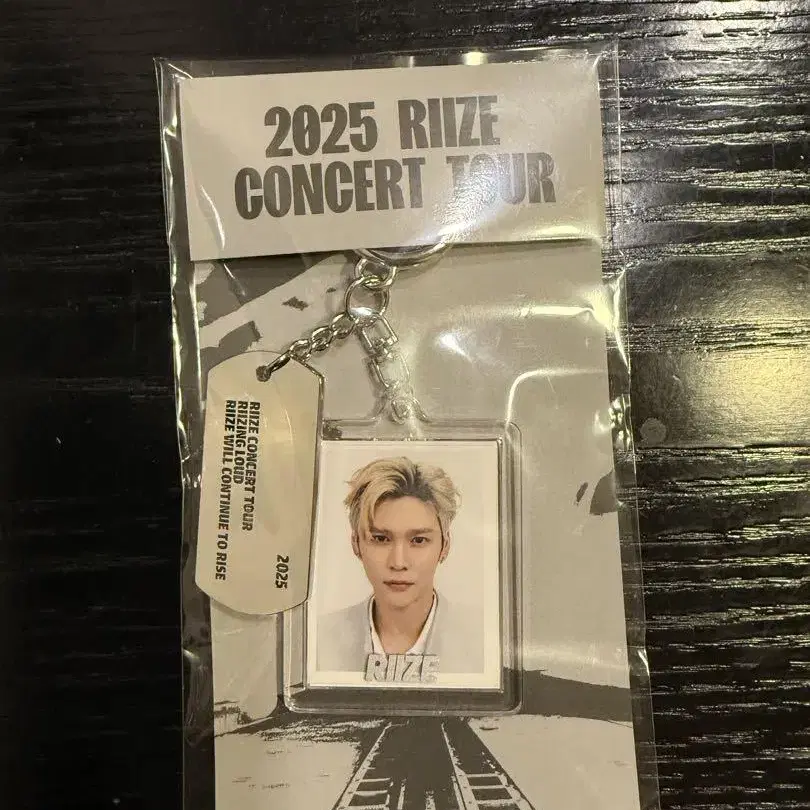 2025 RIIZE
CONCERT TOUR
RIIZE CONCERT TOUR
RIIZING LOUD
RIIZE WILL CONTINUE TO RISE
2025
RIIZE